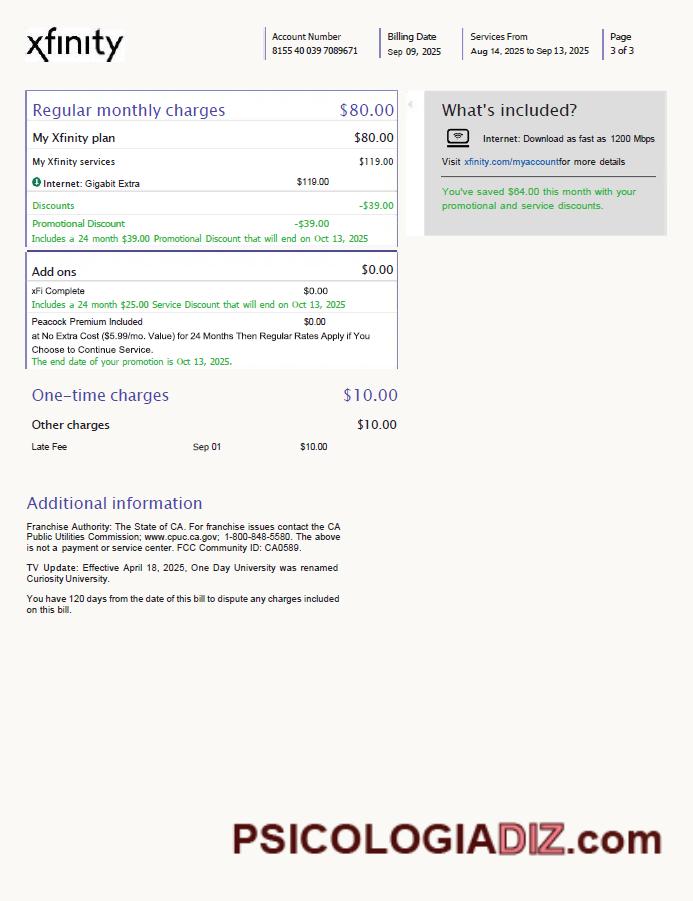 xfinity
Account Number
8155 40 039 7089671
Billing Date
Sep 09, 2025
Services From
Aug 14, 2025 to Sep 13, 2025
Page
3 of 3
Regular monthly charges $80.00
My Xfinity plan $80.00
My Xfinity services $119.00
1 Internet: Gigabit Extra $119.00
Discounts -$39.00
Promotional Discount -$39.00
Includes a 24 month $39.00 Promotional Discount that will end on Oct 13, 2025
Add ons $0.00
xFi Complete $0.00
Includes a 24 month $25.00 Service Discount that will end on Oct 13, 2025
Peacock Premium Included $0.00
at No Extra Cost ($5.99/mo. Value) for 24 Months Then Regular Rates Apply if You
Choose to Continue Service.
The end date of your promotion is Oct 13, 2025.
One-time charges $10.00
Other charges $10.00
Late Fee Sep 01 $10.00
What's included?
Internet: Download as fast as 1200 Mbps
Visit xfinity.com/myaccountfor more details
You've saved $64.00 this month with your
promotional and service discounts.
Additional information
Franchise Authority: The State of CA. For franchise issues contact the CA
Public Utilities Commission; www.cpuc.ca.gov; 1-800-848-5580. The above
is not a payment or service center. FCC Community ID: CA0589.
TV Update: Effective April 18, 2025, One Day University was renamed
Curiosity University.
You have 120 days from the date of this bill to dispute any charges included
on this bill.
PSICOLOGIADIZ.com